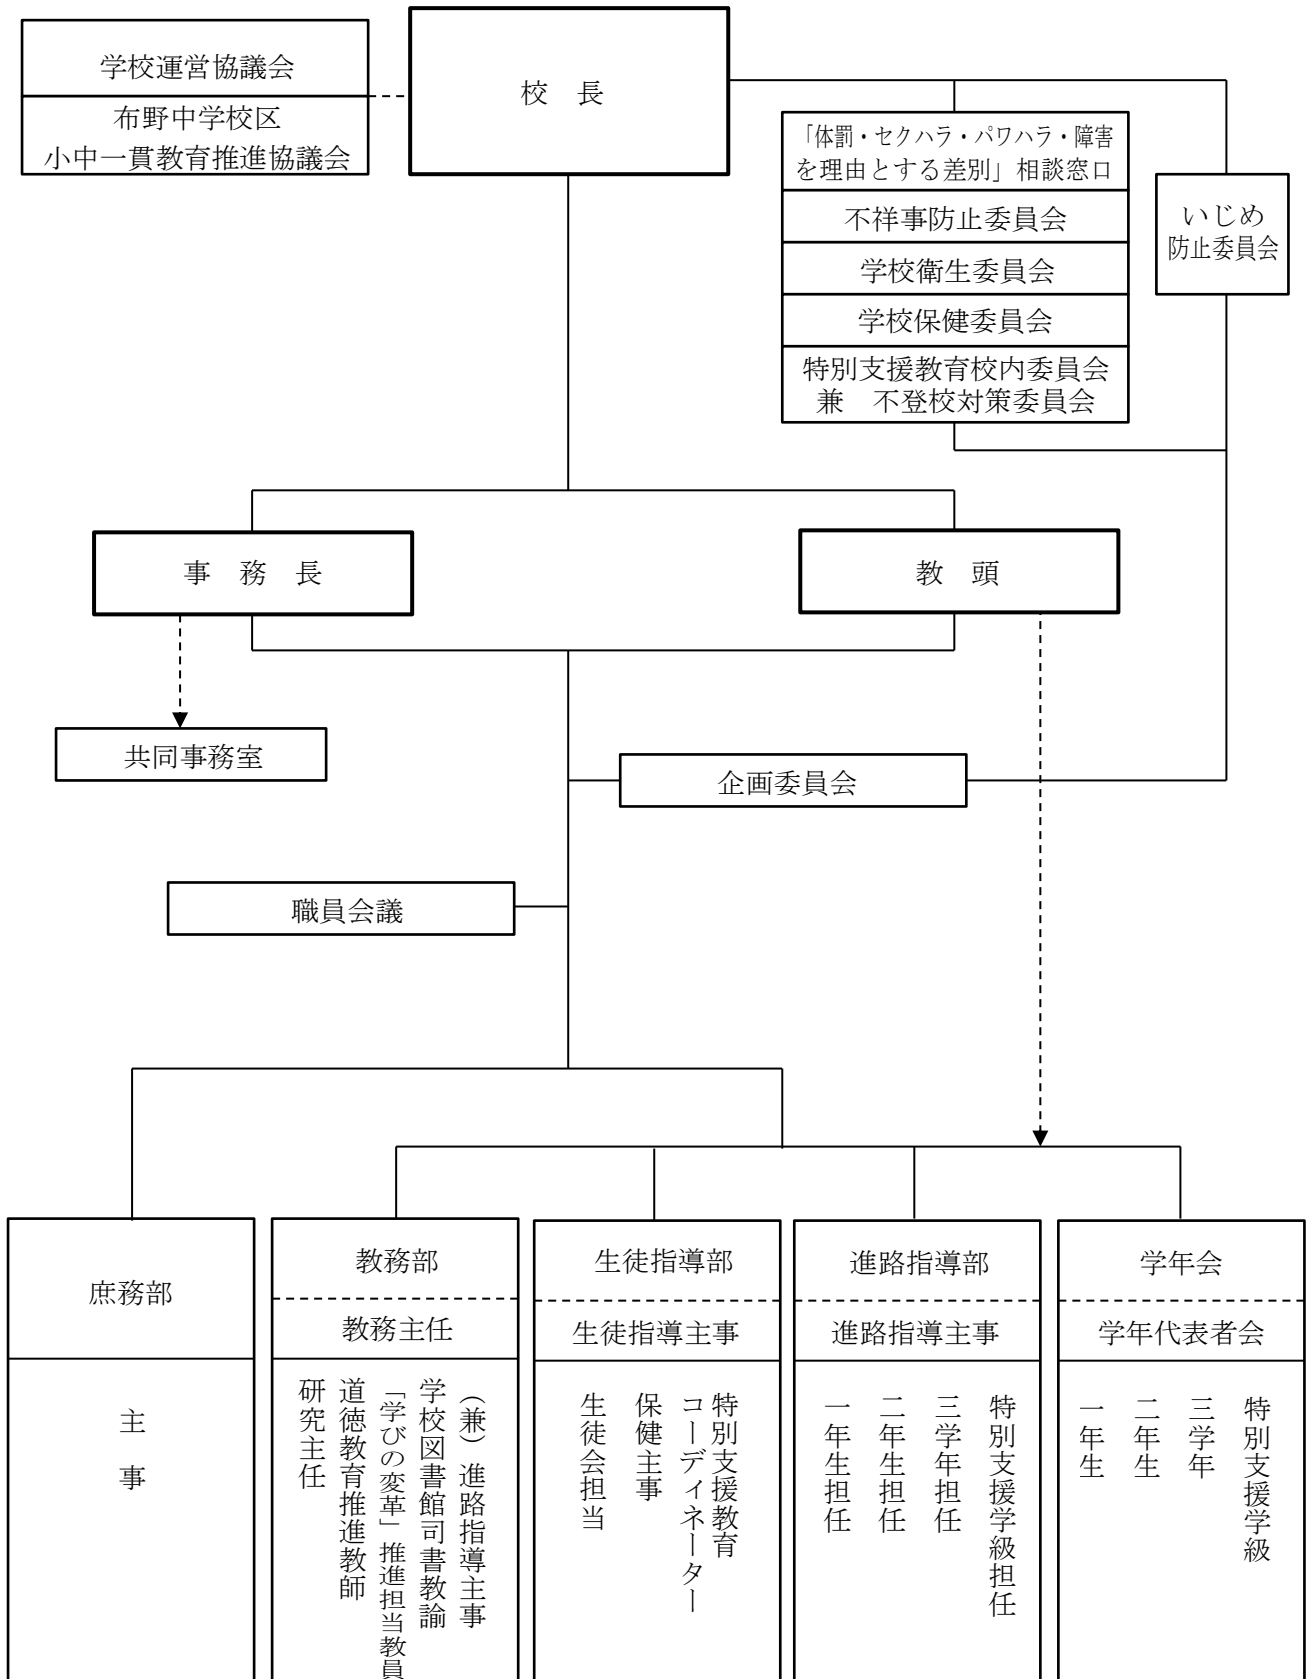 学校運営協議会
布野中学校区
小中一貫教育推進協議会
校　長
「体罰・セクハラ・パワハラ・障害
を理由とする差別」相談窓口
不祥事防止委員会
学校衛生委員会
学校保健委員会
特別支援教育校内委員会
兼　不登校対策委員会
いじめ
防止委員会
事　務　長
教　頭
共同事務室
企画委員会
職員会議
庶務部
主　事
教務部
教務主任
（兼）進路指導主事
学校図書館司書教諭
「学びの変革」推進担当教員
道徳教育推進教師
研究主任
生徒指導部
生徒指導主事
特別支援教育
コーディネーター
保健主事
生徒会担当
進路指導部
進路指導主事
特別支援学級担任
三学年担任
二年生担任
一年生担任
学年会
学年代表者会
特別支援学級
三学年
二年生
一年生